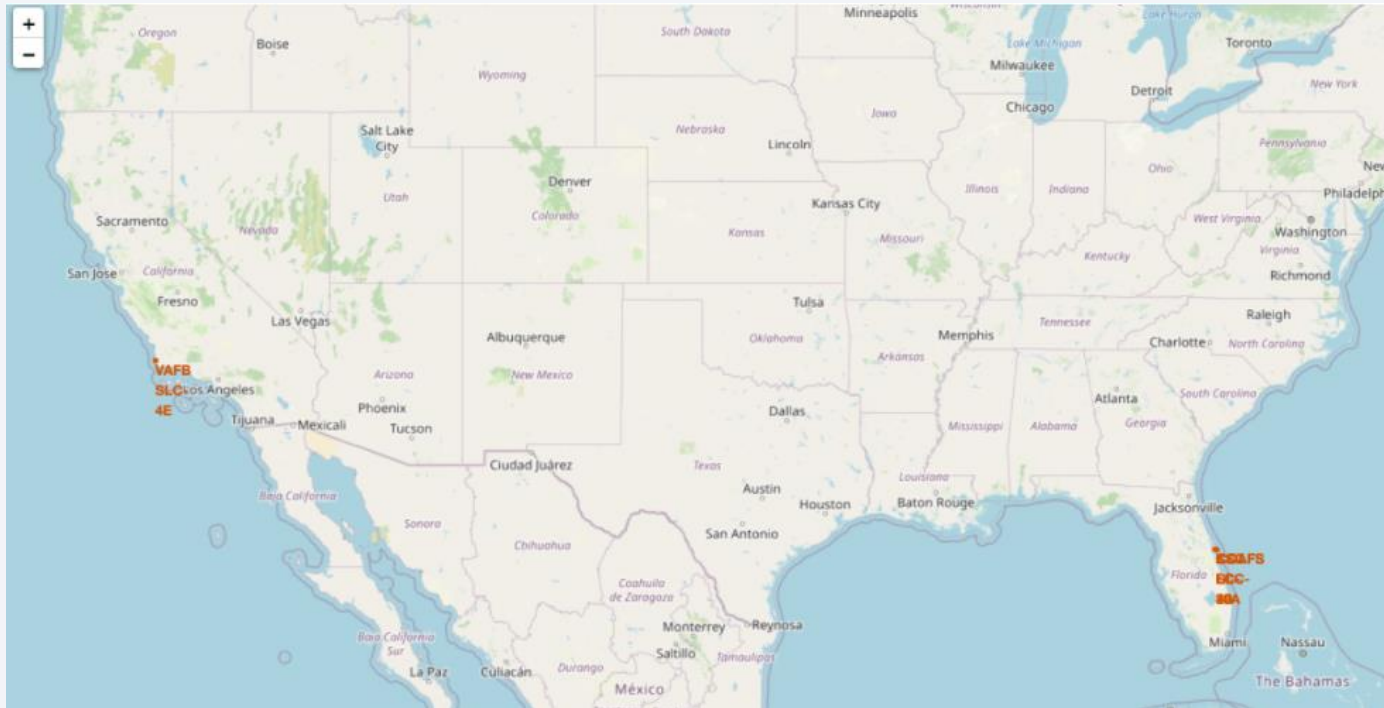 +
−
Oregon
Boise
South Dakota
Minneapolis
Wisconsin
Lake Huron
Toronto
Wyoming
Lake Michigan
Milwaukee
Detroit
New York
Chicago
Salt Lake
City
Nebraska
Iowa
Lincoln
Pennsylvania
New
Utah
Denver
Colorado
Illinois
Indiana
Ohio
Philadelph
Kansas City
Sacramento
Nevada
Kansas
Missouri
West Virginia
Washington
Virginia
San Jose
California
Kentucky
Richmond
Fresno
Las Vegas
Tulsa
Raleigh
Albuquerque
Oklahoma
Memphis
Tennessee
Charlotte
North Carolina
VAFB
SLC-
4E
Los Angeles
Arizona
New Mexico
Arkansas
Atlanta
South Carolina
Phoenix
Dallas
Tijuana
Mexicali
Tucson
Mississippi
Alabama
Georgia
Ciudad Juárez
Texas
Louisiana
Baja California
Austin
Houston
Baton Rouge
Jacksonville
Sonora
San Antonio
Chihuahua
Coahuila
de Zaragoza
Florida
Baja California
Sur
Monterrey
Reynosa
Saltillo
Tamaulipas
Miami
Nassau
La Paz
Culiacán
Durango
México
The Bahamas